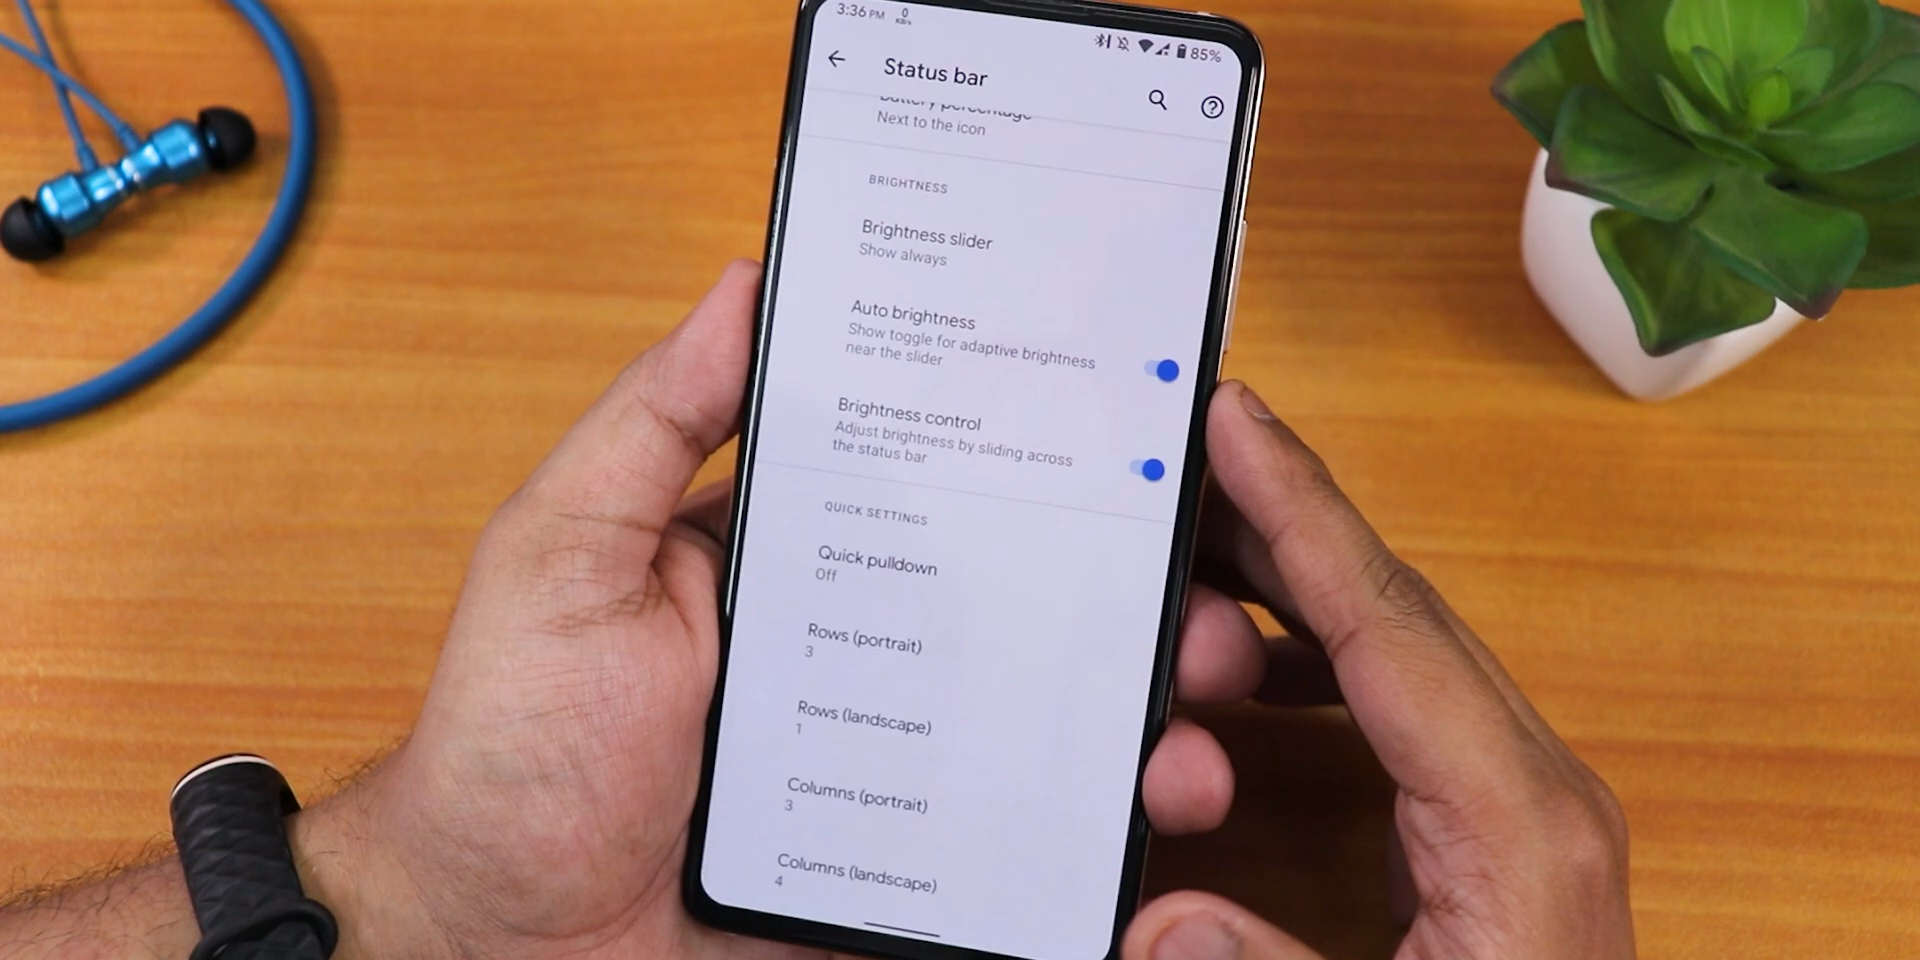 3:36 PM 0 KB/s
85%
Status bar
Battery percentage
Next to the icon
BRIGHTNESS
Brightness slider
Show always
Auto brightness
Show toggle for adaptive brightness
near the slider
Brightness control
Adjust brightness by sliding across
the status bar
QUICK SETTINGS
Quick pulldown
Off
Rows (portrait)
3
Rows (landscape)
1
Columns (portrait)
3
Columns (landscape)
4